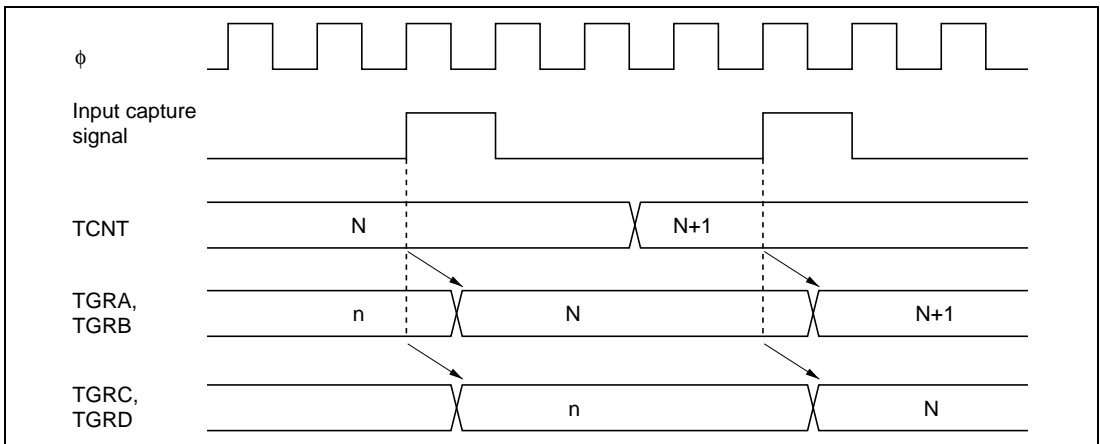 ϕ
Input capture
signal
TCNT
N
N+1
TGRA,
TGRB
n
N
N+1
TGRC,
TGRD
n
N